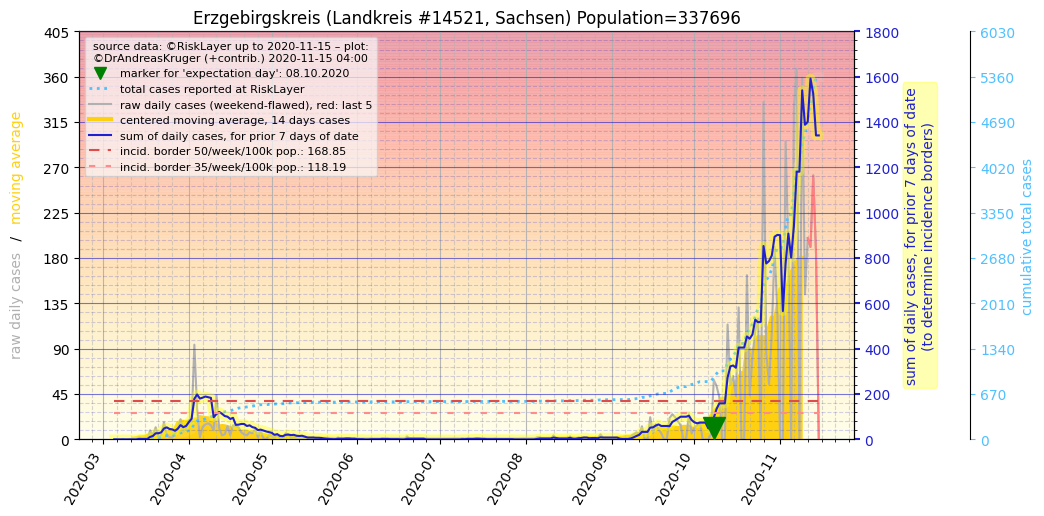 Erzgebirgskreis (Landkreis #14521, Sachsen) Population=337696
source data: ©RiskLayer up to 2020-11-15 – plot:
©DrAndreasKruger (+contrib.) 2020-11-15 04:00
marker for 'expectation day': 08.10.2020
total cases reported at RiskLayer
raw daily cases (weekend-flawed), red: last 5
centered moving average, 14 days cases
sum of daily cases, for prior 7 days of date
incid. border 50/week/100k pop.: 168.85
incid. border 35/week/100k pop.: 118.19
raw daily cases / moving average
405
360
315
270
225
180
135
90
45
0
1800
1600
1400
1200
1000
800
600
400
200
0
sum of daily cases, for prior 7 days of date
(to determine incidence borders)
6030
5360
4690
4020
3350
2680
2010
1340
670
0
cumulative total cases
2020-03
2020-04
2020-05
2020-06
2020-07
2020-08
2020-09
2020-10
2020-11